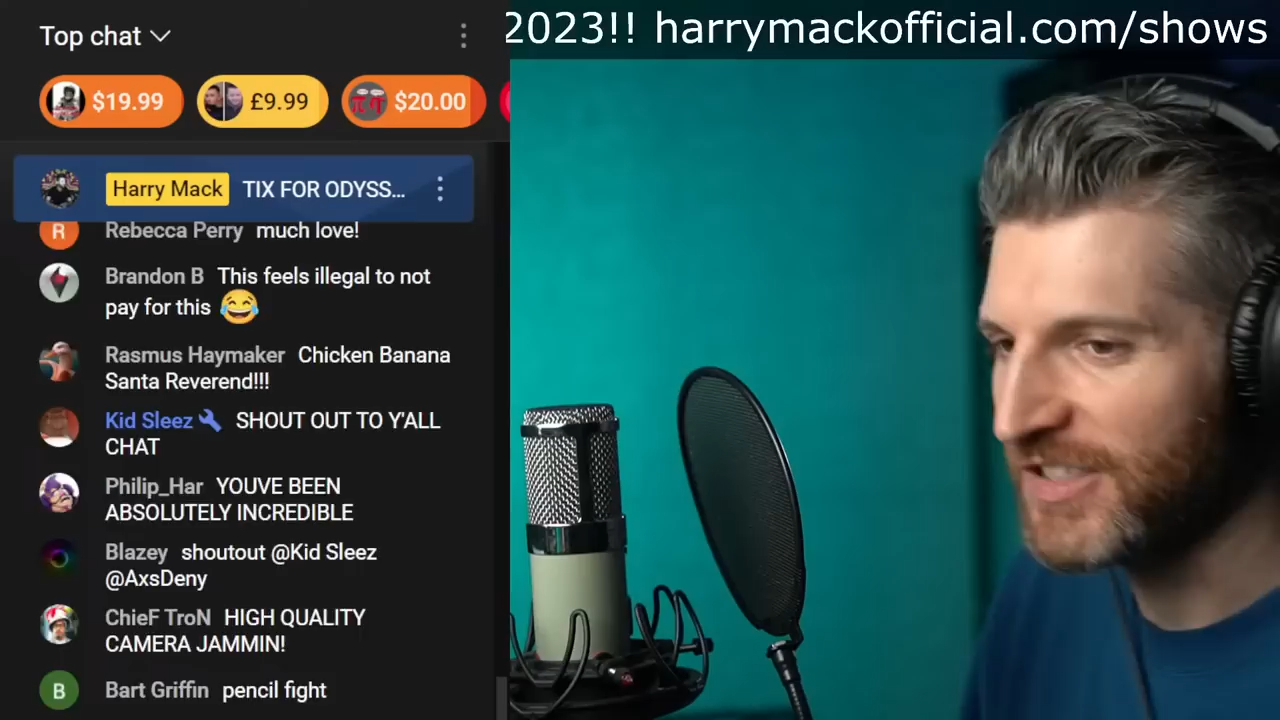 Top chat
2023!! harrymackofficial.com/shows
$19.99
£9.99
$20.00
Harry Mack TIX FOR ODYSS...
Rebecca Perry much love!
Brandon B This feels illegal to not
pay for this
Rasmus Haymaker Chicken Banana
Santa Reverend!!!
Kid Sleez SHOUT OUT TO Y'ALL
CHAT
Philip_Har YOUVE BEEN
ABSOLUTELY INCREDIBLE
Blazey shoutout @Kid Sleez
@AxsDeny
ChieF TroN HIGH QUALITY
CAMERA JAMMIN!
B Bart Griffin pencil fight